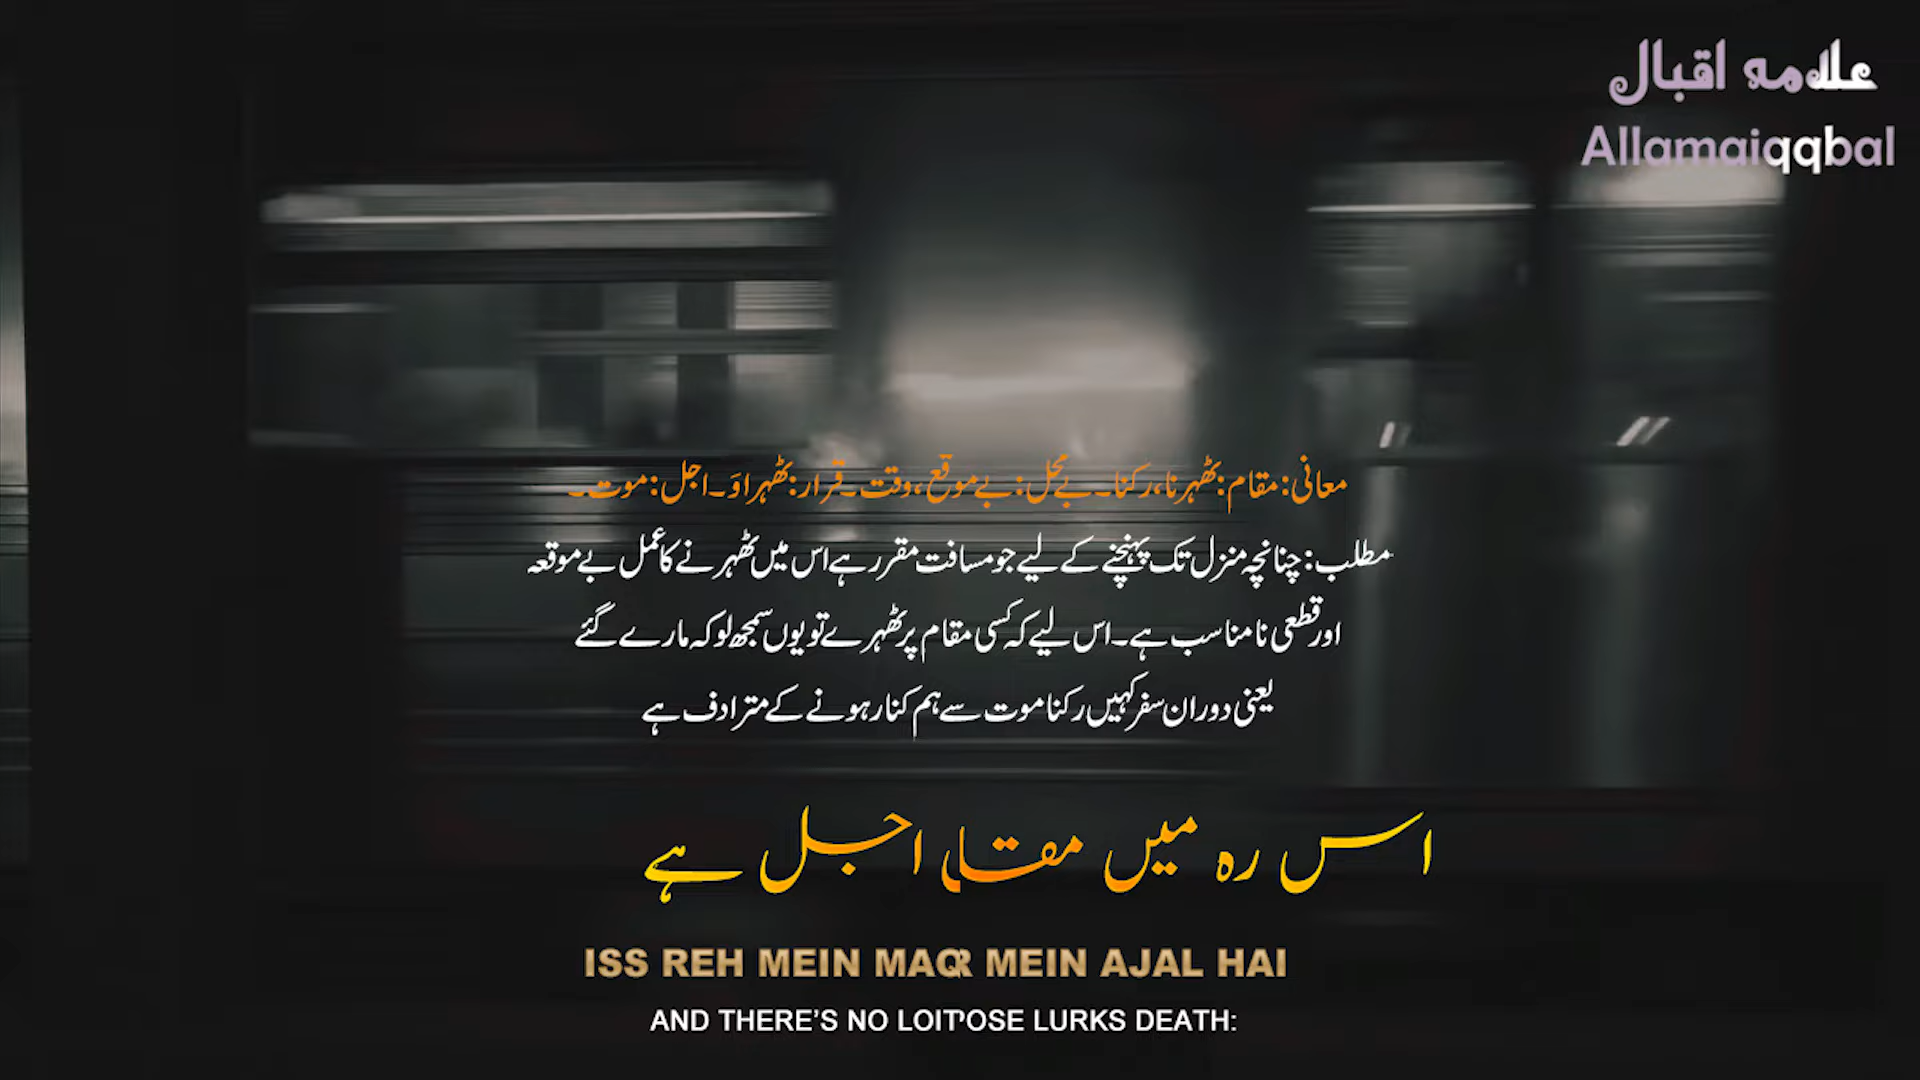 علامہ اقبال
Allamaiqqbal
معانی: مقام: ٹھہرنا، رکنا۔ بے محل: بے موقع، وقت۔ قرار: ٹھہراوَ۔ اجل: موت۔
مطلب: چنانچہ منزل تک پہنچنے کے لیے جو مسافت مقرر ہے اس میں ٹھہرنے کا عمل بے موقعہ
اور قطعی نامناسب ہے۔ اس لیے کہ کسی مقام پر ٹھہرے تو یوں سمجھ لو کہ مارے گئے
یعنی دوران سفر کہیں رکنا موت سے ہم کنار ہونے کے مترادف ہے
اس رہ میں اجل ہے
ISS REH MEIN MEIN AJAL HAI
AND THERE'S NO LURKS DEATH: